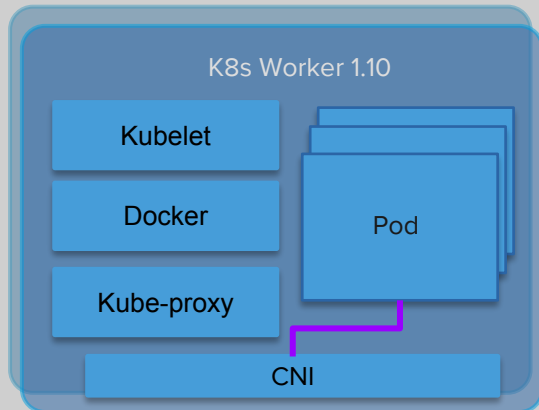 K8s Worker 1.10
Kubelet
Docker
Kube-proxy
Pod
CNI